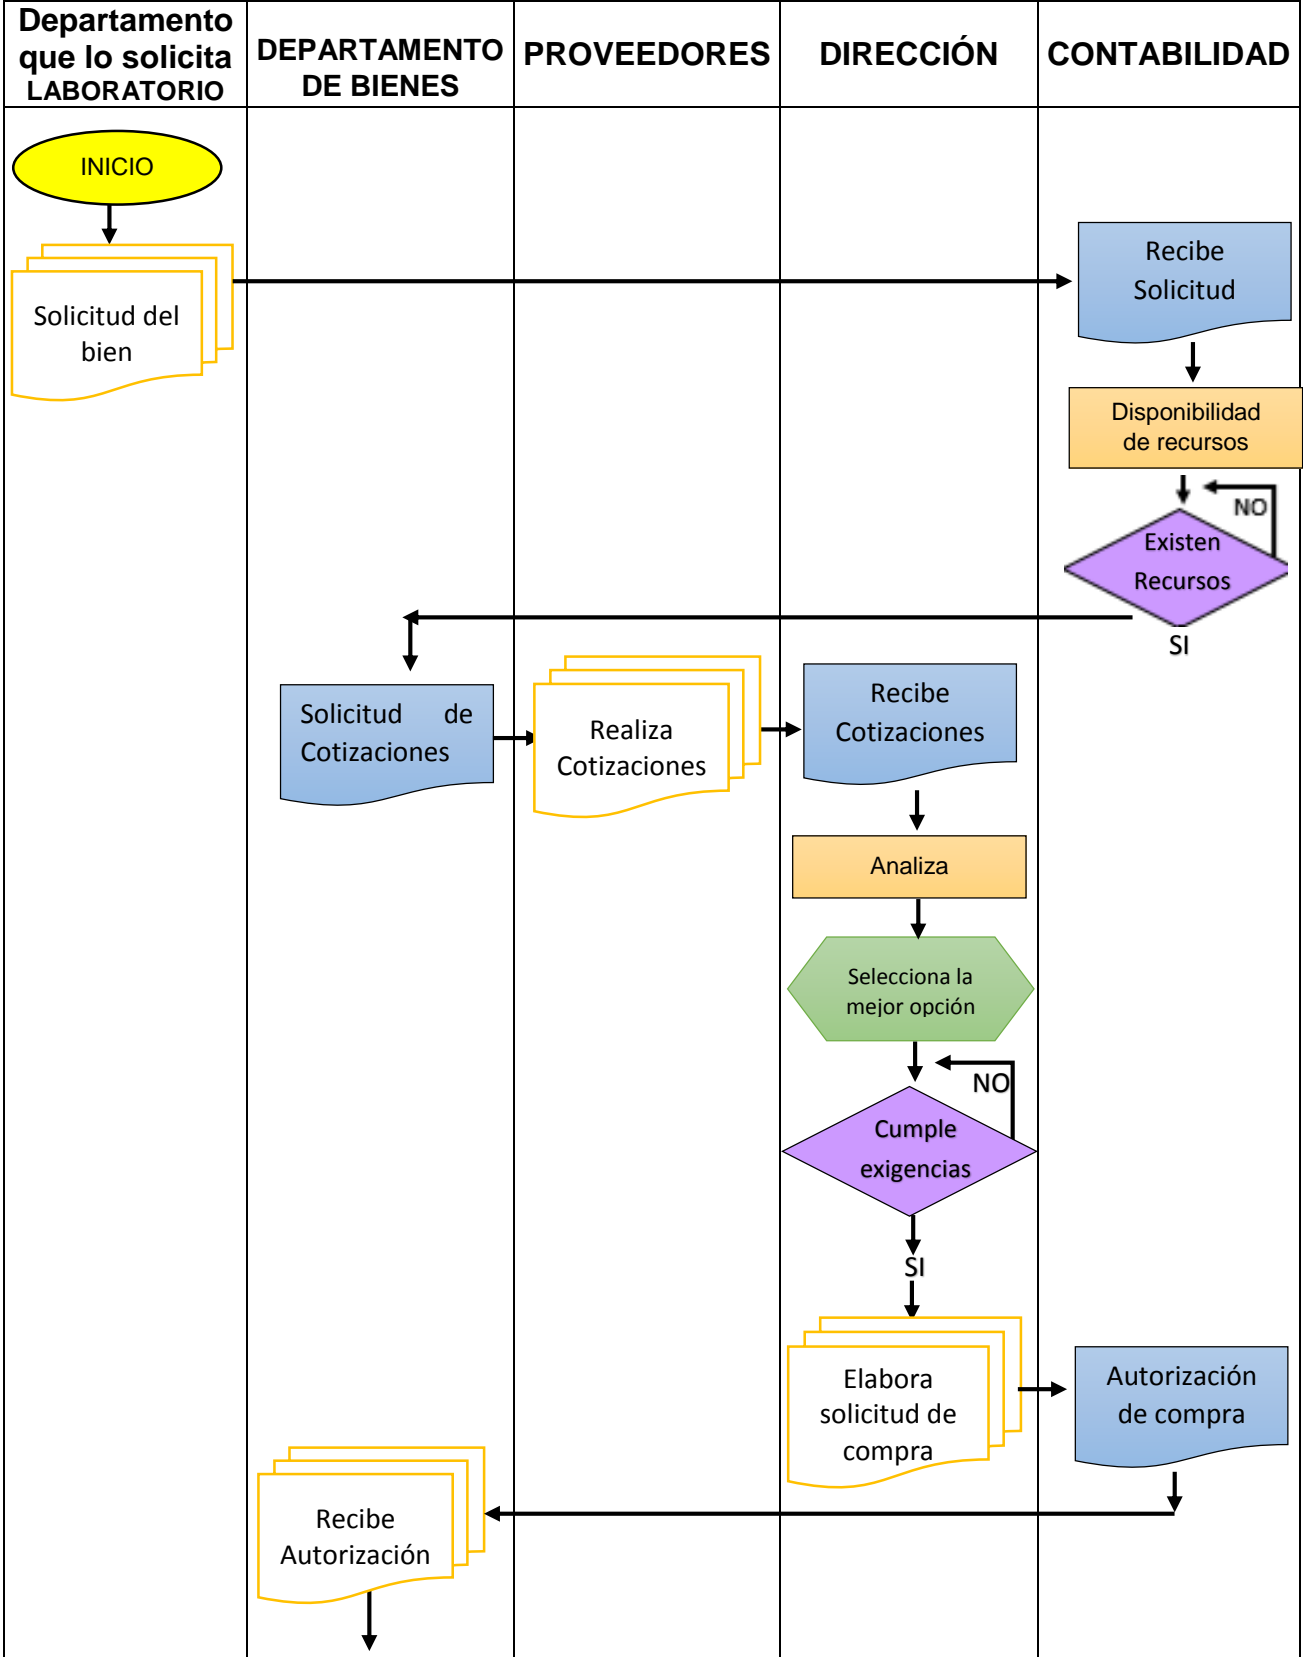 Departamento
que lo solicita
LABORATORIO
DEPARTAMENTO
DE BIENES
PROVEEDORES
DIRECCIÓN
CONTABILIDAD
INICIO
Solicitud del
bien
Recibe
Solicitud
Disponibilidad
de recursos
NO
Existen
Recursos
SI
Solicitud de
Cotizaciones
Realiza
Cotizaciones
Recibe
Cotizaciones
Analiza
Selecciona la
mejor opción
NO
Cumple
exigencias
SI
Elabora
solicitud de
compra
Autorización
de compra
Recibe
Autorización